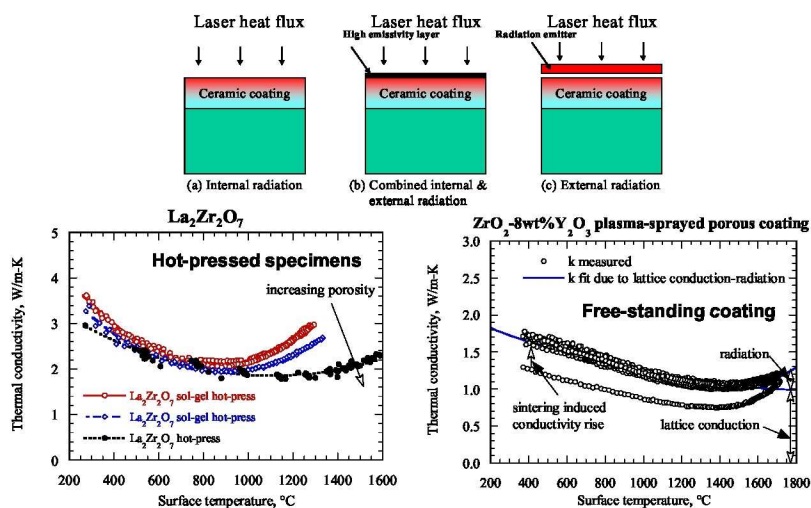 Laser heat flux
Laser heat flux
Laser heat flux
High emissivity layer
Radiation emitter
Ceramic coating
Ceramic coating
Ceramic coating
(a) Internal radiation
(b) Combined internal &
external radiation
(c) External radiation
La₂Zr₂O₇
Thermal conductivity, W/m-K
5
4
3
2
1
0
Hot-pressed specimens
increasing porosity
La₂Zr₂O₇ sol-gel hot-press
La₂Zr₂O₇ sol-gel hot-press
La₂Zr₂O₇ hot-press
200 400 600 800 1000 1200 1400 1600
Surface temperature, °C
ZrO₂-8wt%Y₂O₃ plasma-sprayed porous coating
Thermal conductivity, W/m-K
3.0
2.5
2.0
1.5
1.0
0.5
0.0
k measured
k fit due to lattice conduction-radiation
Free-standing coating
radiation
sintering induced
conductivity rise
lattice conduction
200 400 600 800 1000 1200 1400 1600 1800
Surface temperature, °C